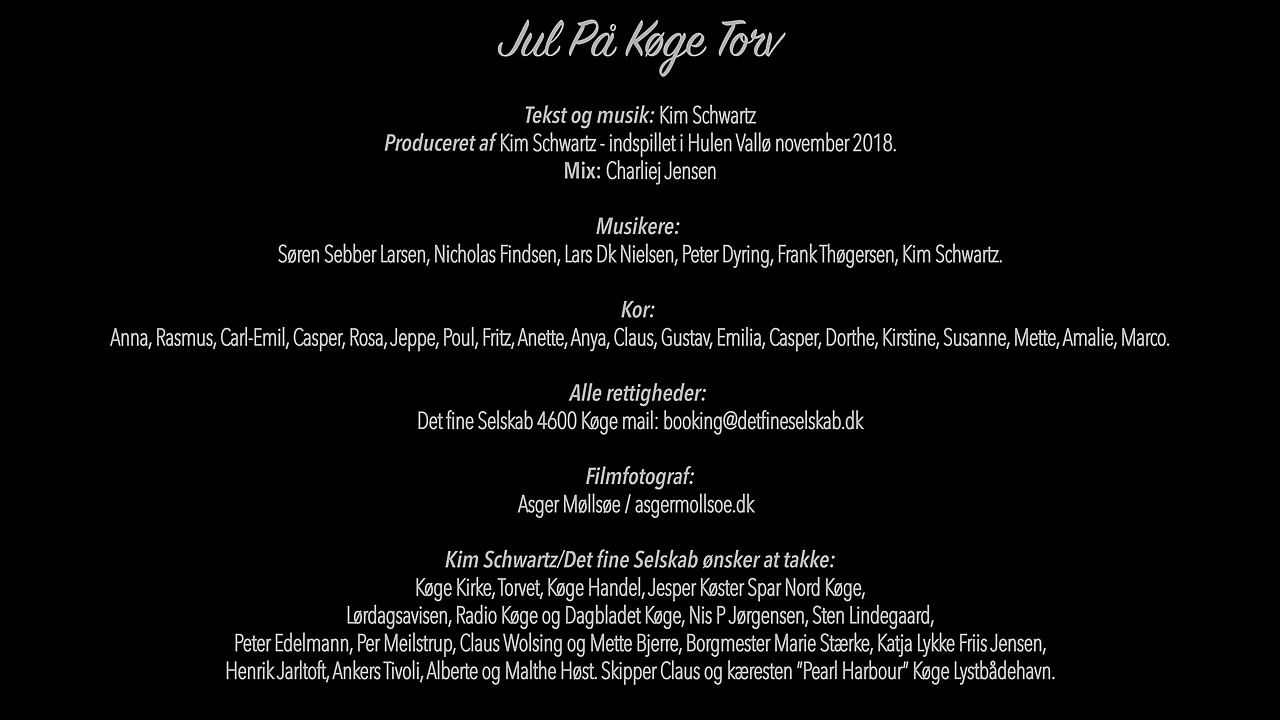 Jul På Køge Torv
Tekst og musik: Kim Schwartz
Produceret af Kim Schwartz - indspillet i Hulen Vallø november 2018.
Mix: Charliej Jensen
Musikere:
Søren Sebber Larsen, Nicholas Findsen, Lars Dk Nielsen, Peter Dyring, Frank Thøgersen, Kim Schwartz.
Kor:
Anna, Rasmus, Carl-Emil, Casper, Rosa, Jeppe, Poul, Fritz, Anette, Anya, Claus, Gustav, Emilia, Casper, Dorthe, Kirstine, Susanne, Mette, Amalie, Marco.
Alle rettigheder:
Det fine Selskab 4600 Køge mail: booking@detfineselskab.dk
Filmfotograf:
Asger Møllsøe / asgermollsoe.dk
Kim Schwartz/Det fine Selskab ønsker at takke:
Køge Kirke, Torvet, Køge Handel, Jesper Køster Spar Nord Køge,
Lørdagsavisen, Radio Køge og Dagbladet Køge, Nis P Jørgensen, Sten Lindegaard,
Peter Edelmann, Per Meilstrup, Claus Wolsing og Mette Bjerre, Borgmester Marie Stærke, Katja Lykke Friis Jensen,
Henrik Jarltoft, Ankers Tivoli, Alberte og Malthe Høst. Skipper Claus og kæresten "Pearl Harbour" Køge Lystbådehavn.